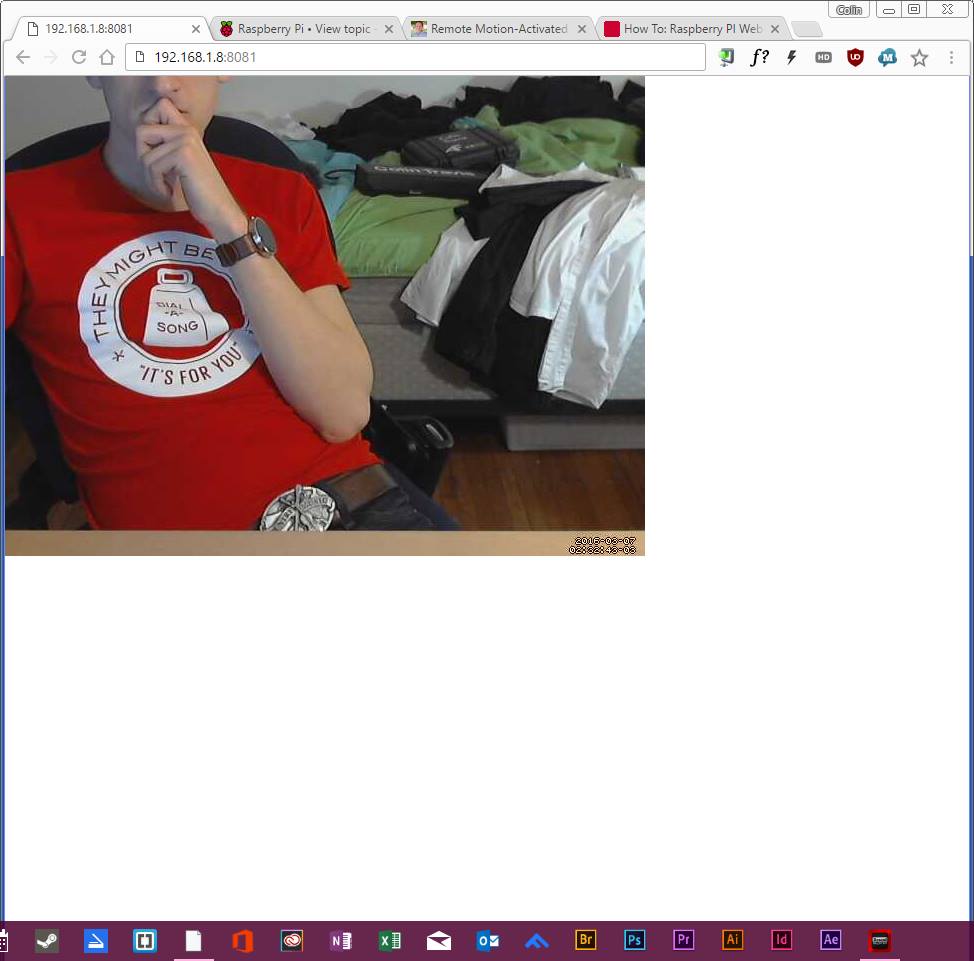 Colin
192.168.1.8:8081
Raspberry Pi • View topic -
Remote Motion-Activated
How To: Raspberry PI Web
192.168.1.8:8081
f?
HD
UD
M
THEY MIGHT BE
DIAL
-A-
SONG
"IT'S FOR YOU"
2016-03-07
02:32:43-03
Br
Ps
Pr
Ai
Id
Ae